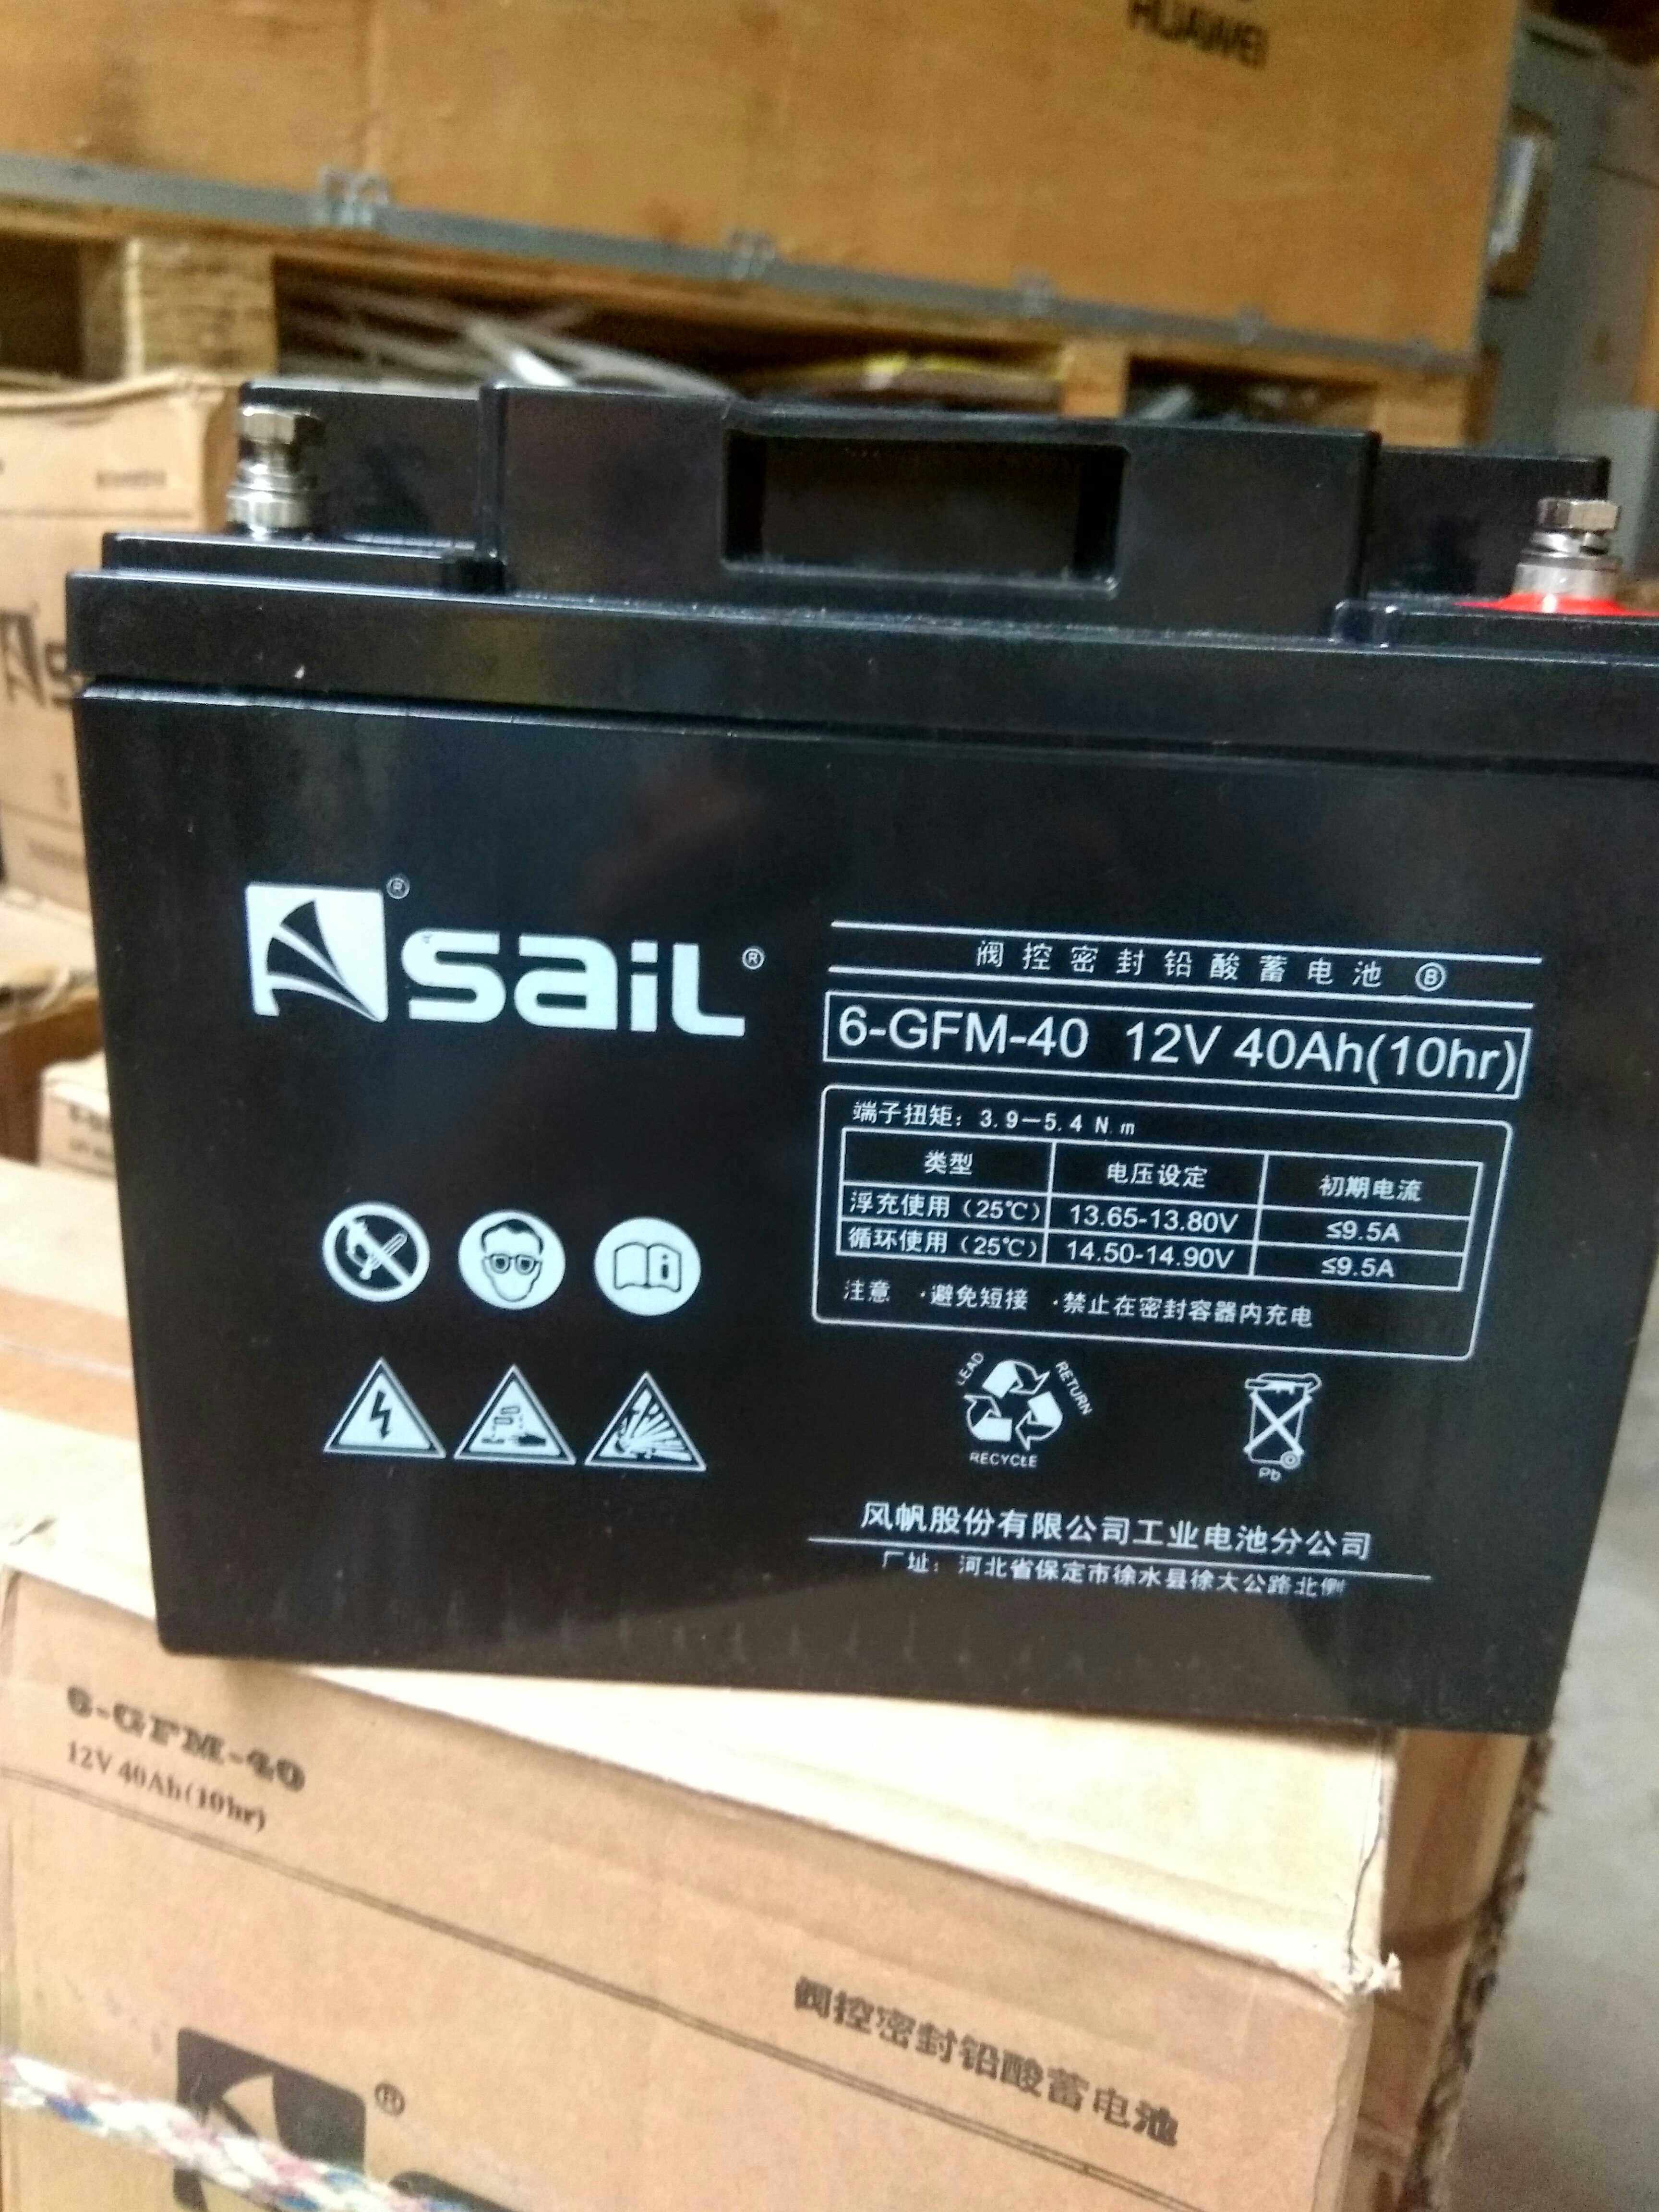 HUAWEI
® sail ®
阀控密封铅酸蓄电池 Ⓑ
6-GFM-40 12V 40Ah(10hr)
端子扭矩：3.9—5.4 N.m
类型 电压设定 初期电流
浮充使用（25℃） 13.65-13.80V ≤9.5A
循环使用（25℃） 14.50-14.90V ≤9.5A
注意 ·避免短接 ·禁止在密封容器内充电
LEAD RETURN
RECYCLE
Pb
风帆股份有限公司工业电池分公司
厂址：河北省保定市徐水县徐大公路北侧
6-GFM-40
12V 40Ah(10hr)
阀控密封铅酸蓄电池
®